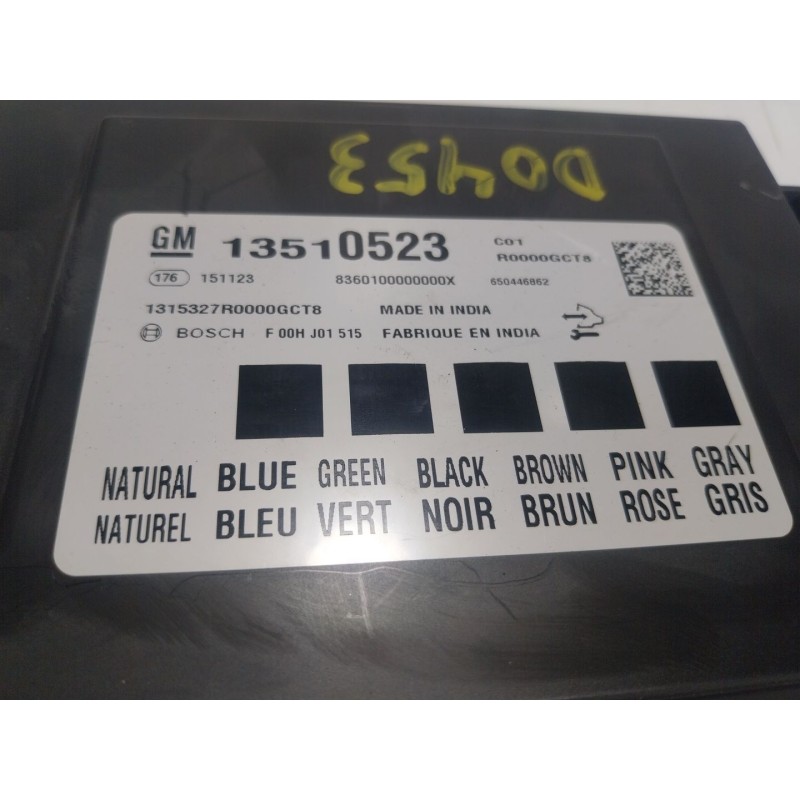 D0453
GM 13510523 C01
R0000GCT8
176 151123 8360100000000X 650446862
1315327R0000GCT8 MADE IN INDIA
BOSCH F 00H J01 515 FABRIQUE EN INDIA
NATURAL BLUE GREEN BLACK BROWN PINK GRAY
NATUREL BLEU VERT NOIR BRUN ROSE GRIS